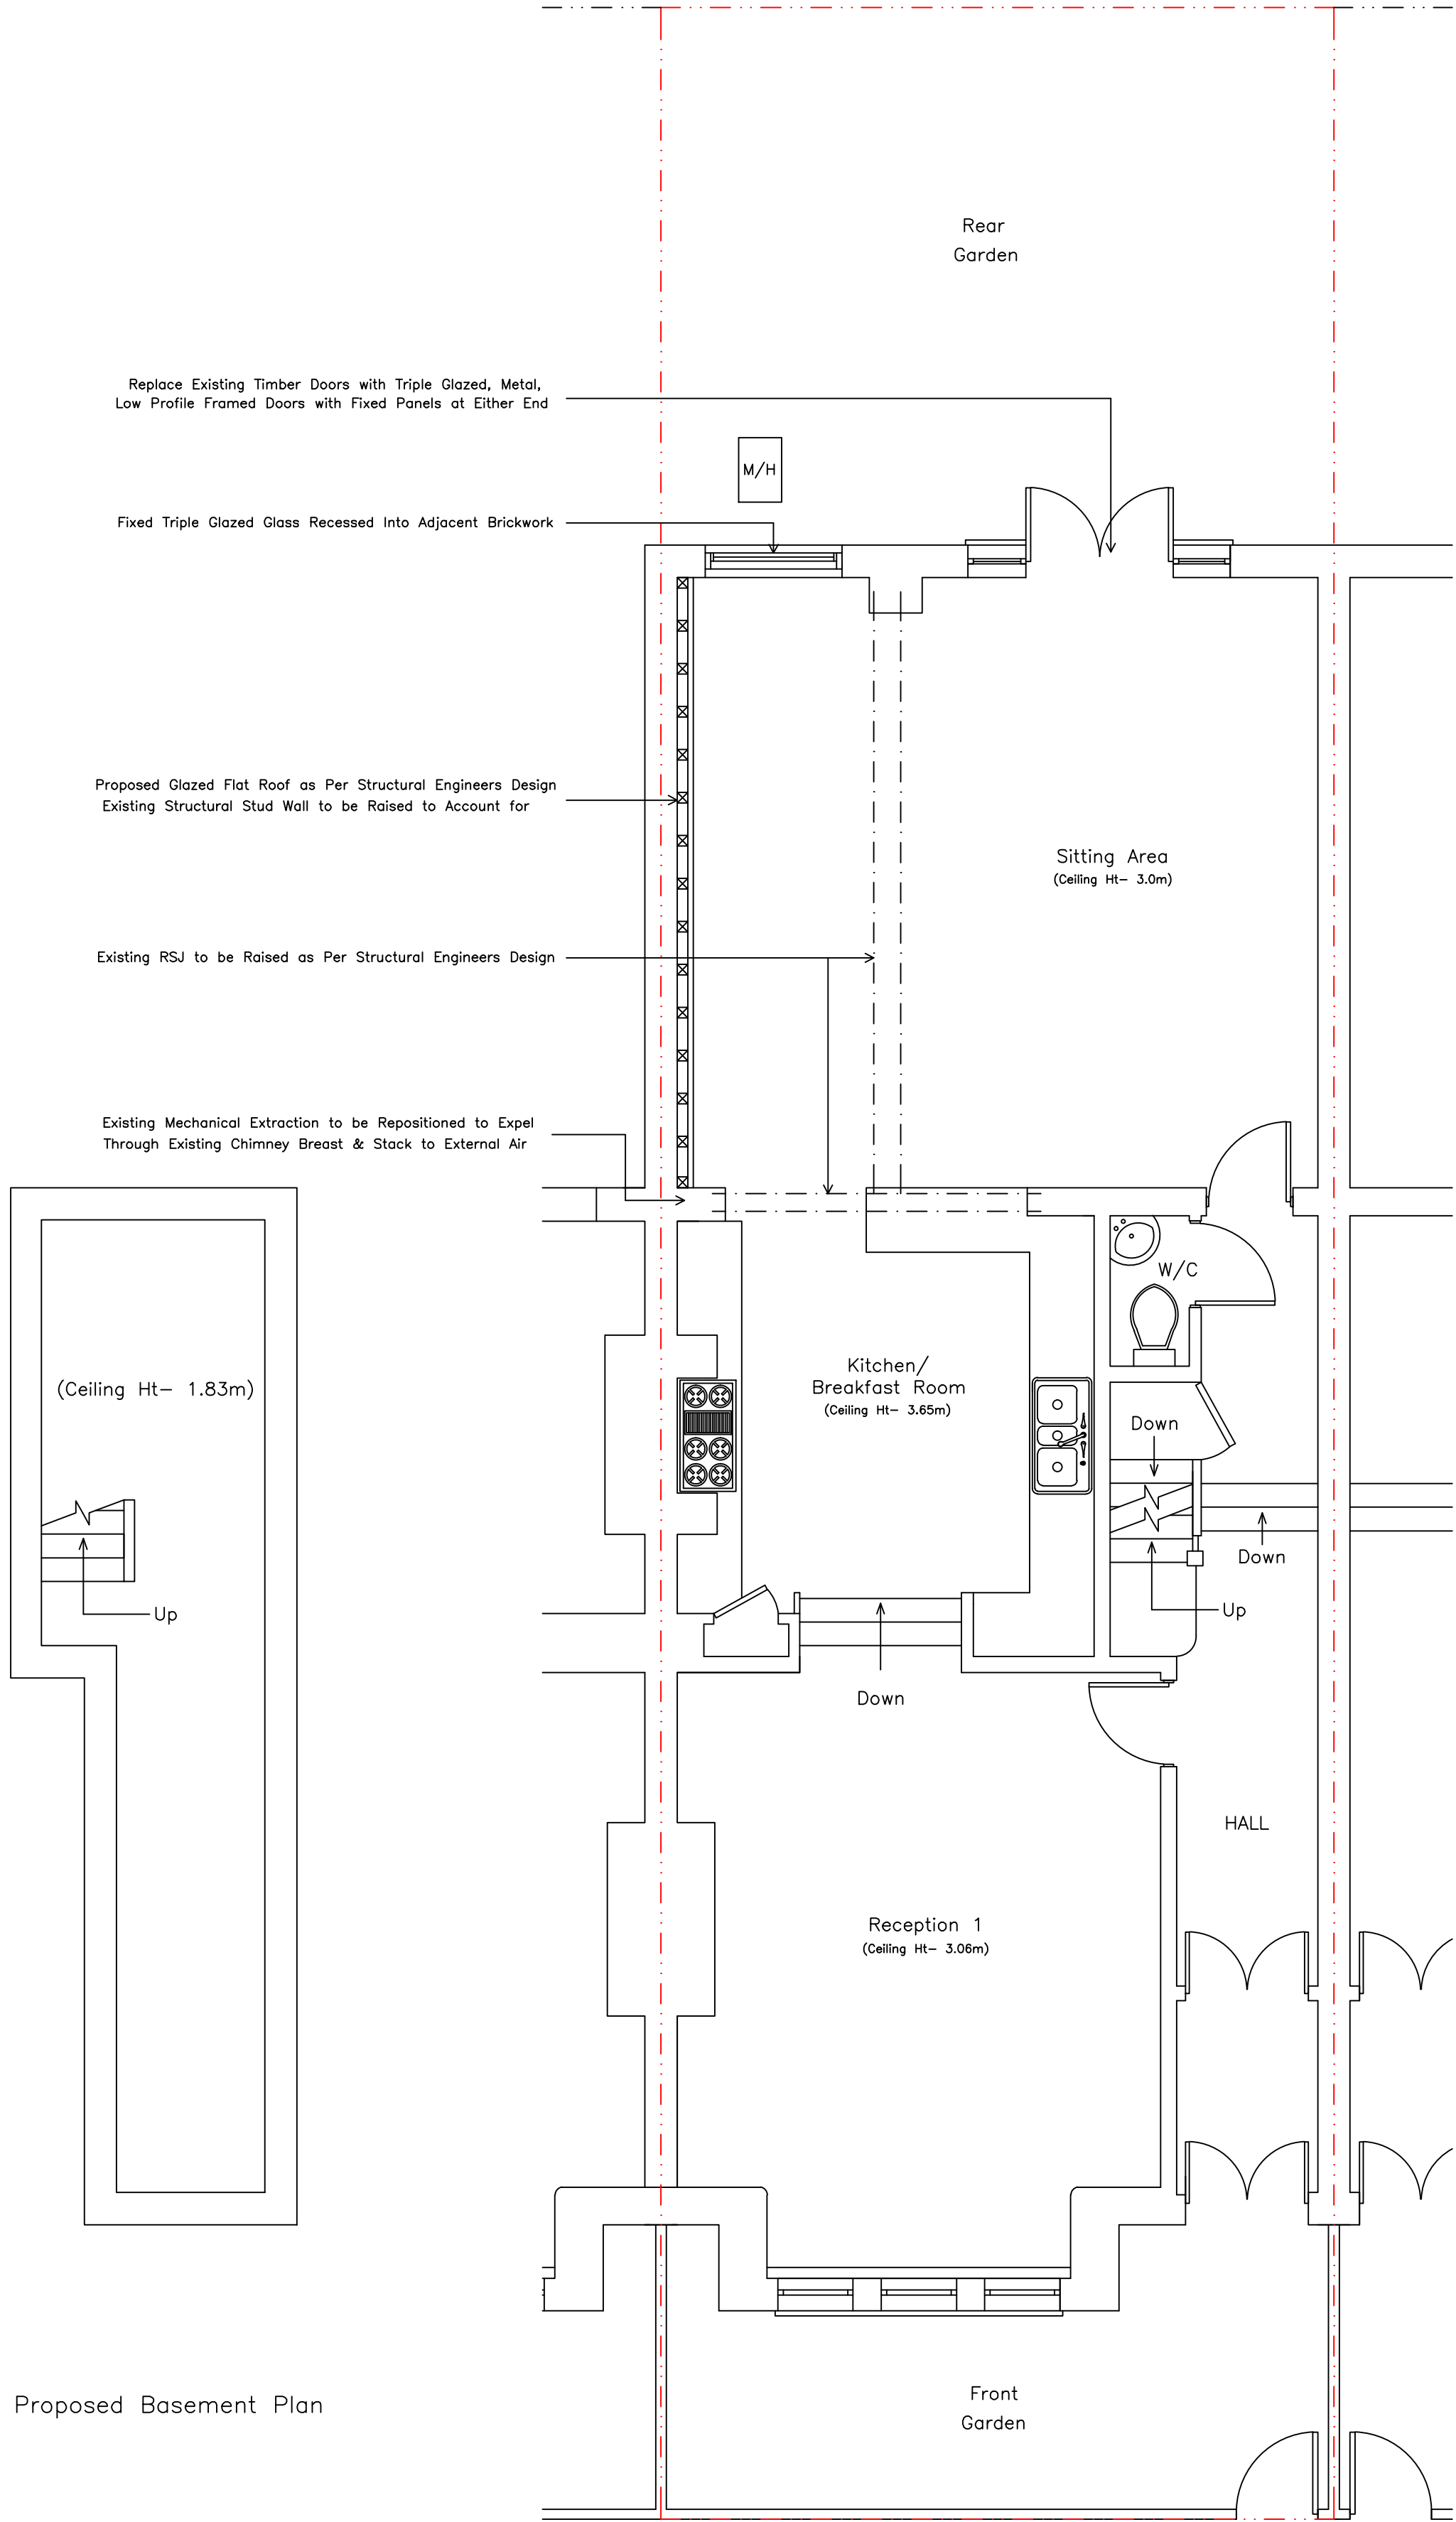 Rear
Garden
Replace Existing Timber Doors with Triple Glazed, Metal,
Low Profile Framed Doors with Fixed Panels at Either End
M/H
Fixed Triple Glazed Glass Recessed Into Adjacent Brickwork
Proposed Glazed Flat Roof as Per Structural Engineers Design
Existing Structural Stud Wall to be Raised to Account for
Sitting Area
(Ceiling Ht- 3.0m)
Existing RSJ to be Raised as Per Structural Engineers Design
Existing Mechanical Extraction to be Repositioned to Expel
Through Existing Chimney Breast & Stack to External Air
W/C
(Ceiling Ht- 1.83m)
Kitchen/
Breakfast Room
(Ceiling Ht- 3.65m)
Down
Down
Up
Up
Down
HALL
Reception 1
(Ceiling Ht- 3.06m)
Front
Garden
Proposed Basement Plan